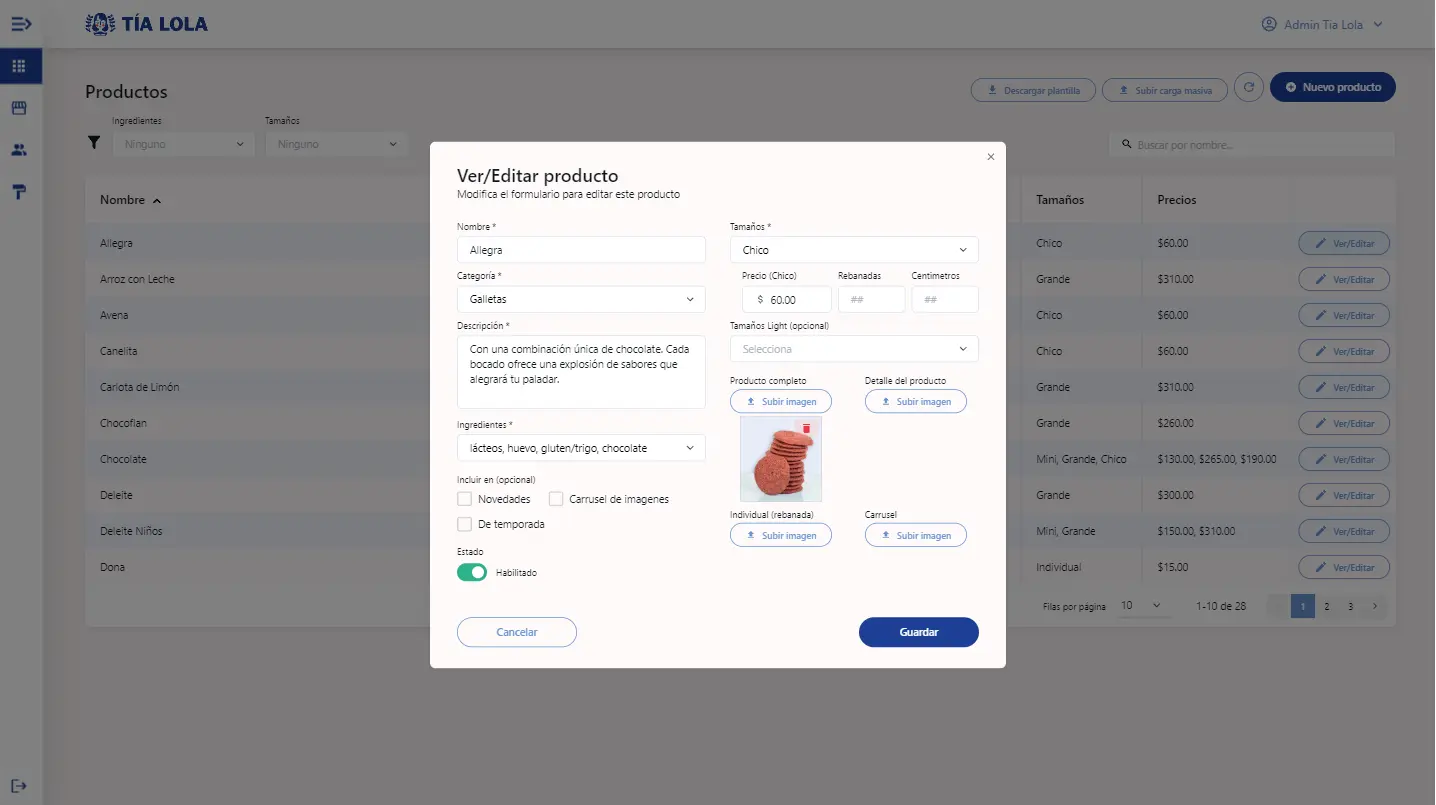 TÍA LOLA
Admin Tia Lola
Productos
Descargar plantilla
Subir carga masiva
Nuevo producto
Ingredientes
Tamaños
Ninguno
Ninguno
Buscar por nombre...
Nombre
Tamaños
Precios
Allegra
Chico
$60.00
Ver/Editar
Arroz con Leche
Grande
$310.00
Ver/Editar
Avena
Chico
$60.00
Ver/Editar
Canelita
Chico
$60.00
Ver/Editar
Carlota de Limón
Grande
$310.00
Ver/Editar
Chocoflan
Grande
$260.00
Ver/Editar
Chocolate
Mini, Grande, Chico
$130.00, $265.00, $190.00
Ver/Editar
Deleite
Grande
$300.00
Ver/Editar
Deleite Niños
Mini, Grande
$150.00, $310.00
Ver/Editar
Dona
Individual
$15.00
Ver/Editar
Filas por página
10
1-10 de 28
1
2
3
Ver/Editar producto
Modifica el formulario para editar este producto
Nombre *
Allegra
Categoría *
Galletas
Descripción *
Con una combinación única de chocolate. Cada
bocado ofrece una explosión de sabores que
alegrará tu paladar.
Ingredientes *
lácteos, huevo, gluten/trigo, chocolate
Incluir en (opcional)
Novedades
Carrusel de imagenes
De temporada
Estado
Habilitado
Tamaños *
Chico
Precio (Chico)
Rebanadas
Centimetros
$ 60.00
##
##
Tamaños Light (opcional)
Selecciona
Producto completo
Detalle del producto
Subir imagen
Subir imagen
Individual (rebanada)
Carrusel
Subir imagen
Subir imagen
Cancelar
Guardar